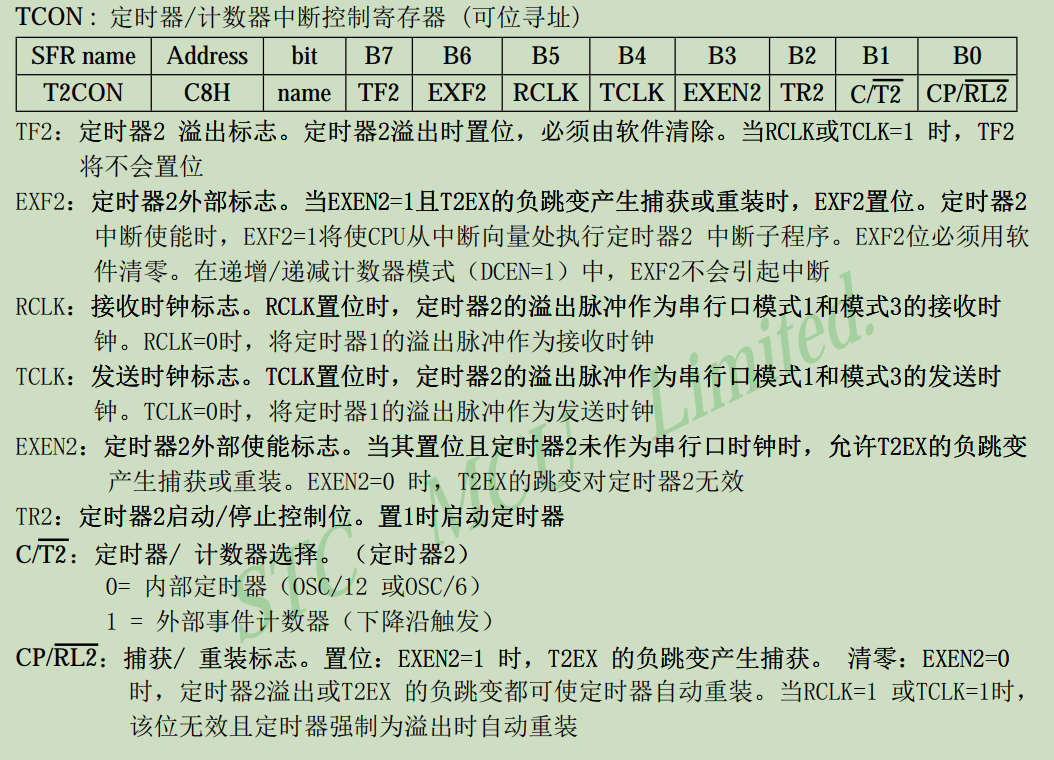 TCON : 定时器/计数器中断控制寄存器 (可位寻址)
SFR name Address bit B7 B6 B5 B4 B3 B2 B1 B0
T2CON C8H name TF2 EXF2 RCLK TCLK EXEN2 TR2 C/T2 CP/RL2
TF2: 定时器2 溢出标志。定时器2溢出时置位，必须由软件清除。当RCLK或TCLK=1 时，TF2
将不会置位
EXF2: 定时器2外部标志。当EXEN2=1且T2EX的负跳变产生捕获或重装时，EXF2置位。定时器2
中断使能时，EXF2=1将使CPU从中断向量处执行定时器2 中断子程序。EXF2位必须用软
件清零。在递增/递减计数器模式（DCEN=1）中，EXF2不会引起中断
RCLK: 接收时钟标志。RCLK置位时，定时器2的溢出脉冲作为串行口模式1和模式3的接收时
钟。RCLK=0时，将定时器1的溢出脉冲作为接收时钟
TCLK: 发送时钟标志。TCLK置位时，定时器2的溢出脉冲作为串行口模式1和模式3的发送时
钟。TCLK=0时，将定时器1的溢出脉冲作为发送时钟
EXEN2: 定时器2外部使能标志。当其置位且定时器2未作为串行口时钟时，允许T2EX的负跳变
产生捕获或重装。EXEN2=0 时，T2EX的跳变对定时器2无效
TR2: 定时器2启动/停止控制位。置1时启动定时器
C/T2: 定时器/ 计数器选择。（定时器2）
0= 内部定时器（OSC/12 或OSC/6）
1 = 外部事件计数器（下降沿触发）
CP/RL2: 捕获/ 重装标志。置位：EXEN2=1 时，T2EX 的负跳变产生捕获。 清零：EXEN2=0
时，定时器2溢出或T2EX 的负跳变都可使定时器自动重装。当RCLK=1 或TCLK=1时，
该位无效且定时器强制为溢出时自动重装
STC MCU Limited.